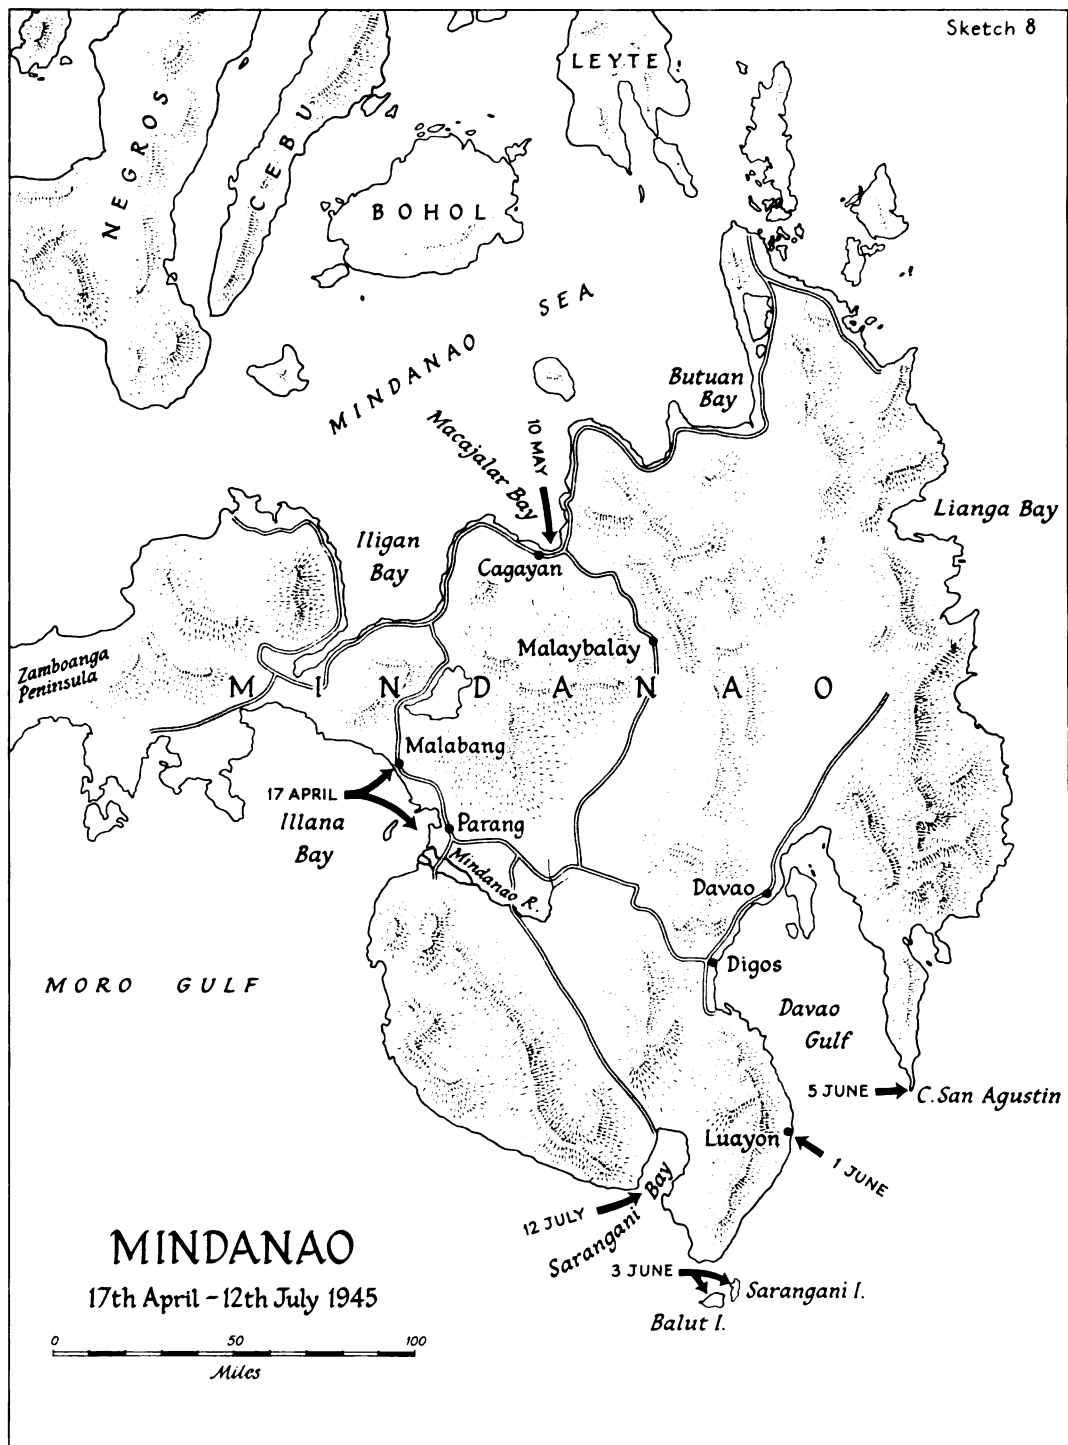 Sketch 8
LEYTE
NEGROS
CEBU
BOHOL
MINDANAO SEA
Butuan
Bay
Macajalar Bay
10 MAY
Lianga Bay
Iligan
Bay
Cagayan
Malaybalay
Zamboanga
Peninsula
MINDANAO
Malabang
17 APRIL
Illana
Bay
Parang
Mindanao R.
Davao
Digos
MORO GULF
Davao
Gulf
5 JUNE
C. San Agustin
Luayon
1 JUNE
12 JULY
Sarangani Bay
3 JUNE
Sarangani I.
Balut I.
MINDANAO
17th April – 12th July 1945
0 50 100
Miles